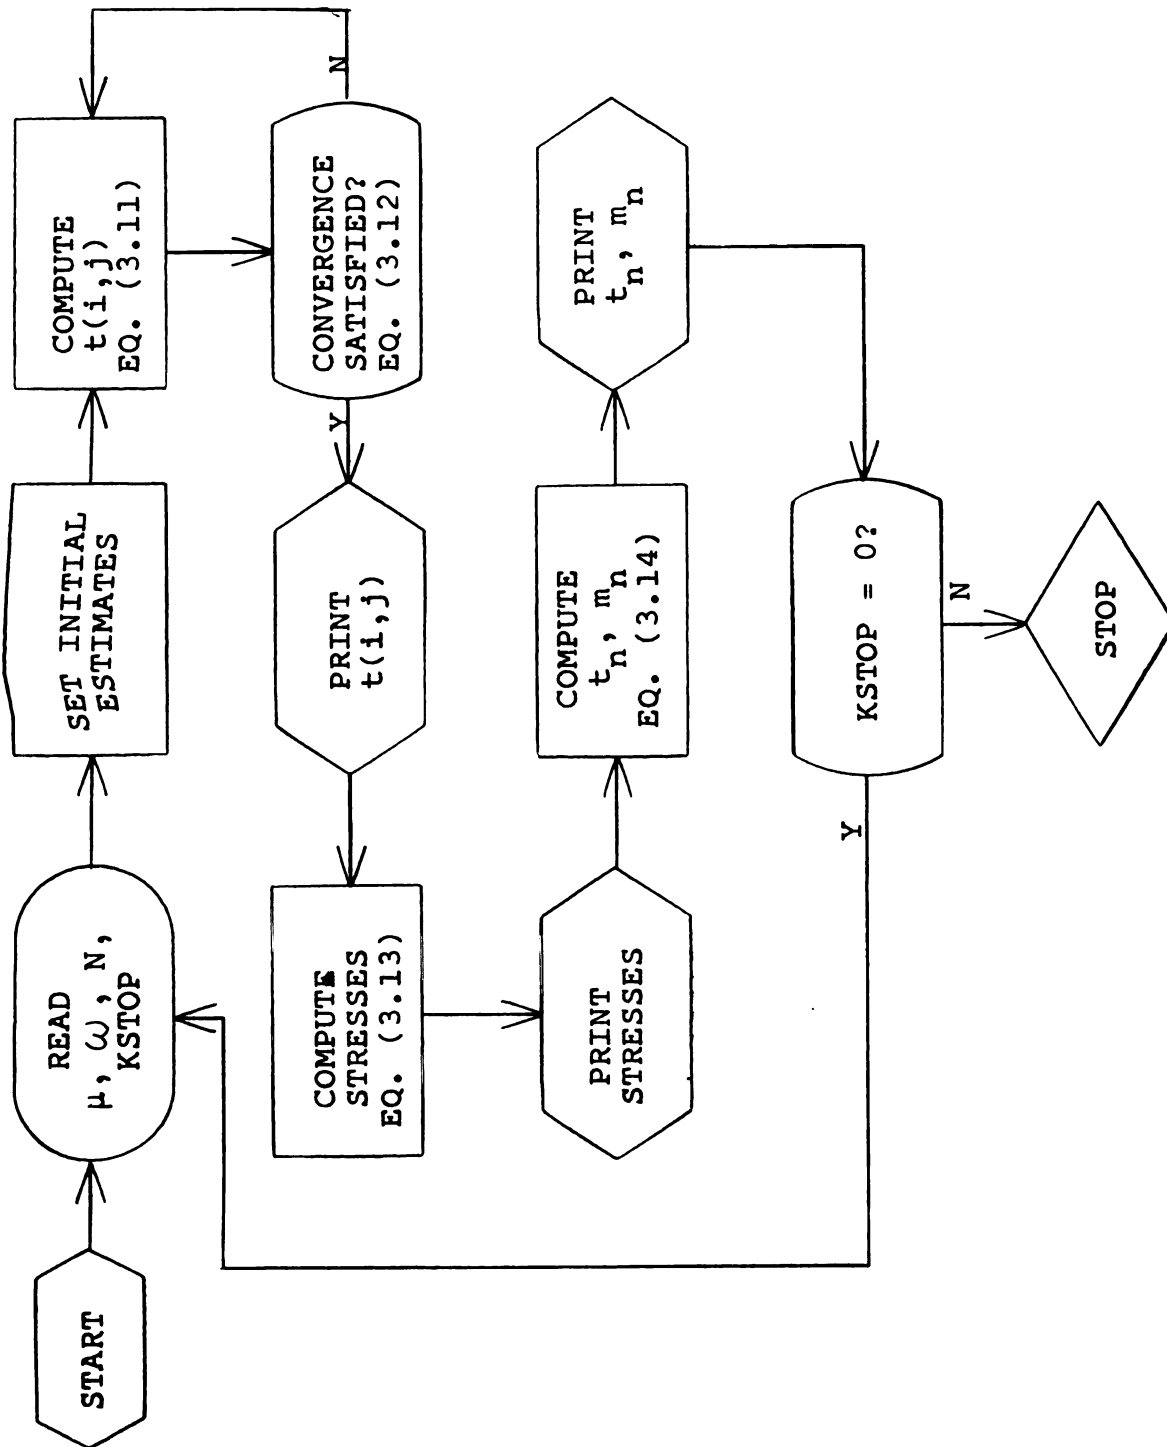 START
READ
μ, ω, N,
KSTOP
SET INITIAL
ESTIMATES
COMPUTE
t(i,j)
EQ. (3.11)
N
CONVERGENCE
SATISFIED?
EQ. (3.12)
Y
PRINT
t(i,j)
COMPUTE
STRESSES
EQ. (3.13)
PRINT
STRESSES
COMPUTE
tn, mn
EQ. (3.14)
PRINT
tn, mn
KSTOP = 0?
Y
N
STOP